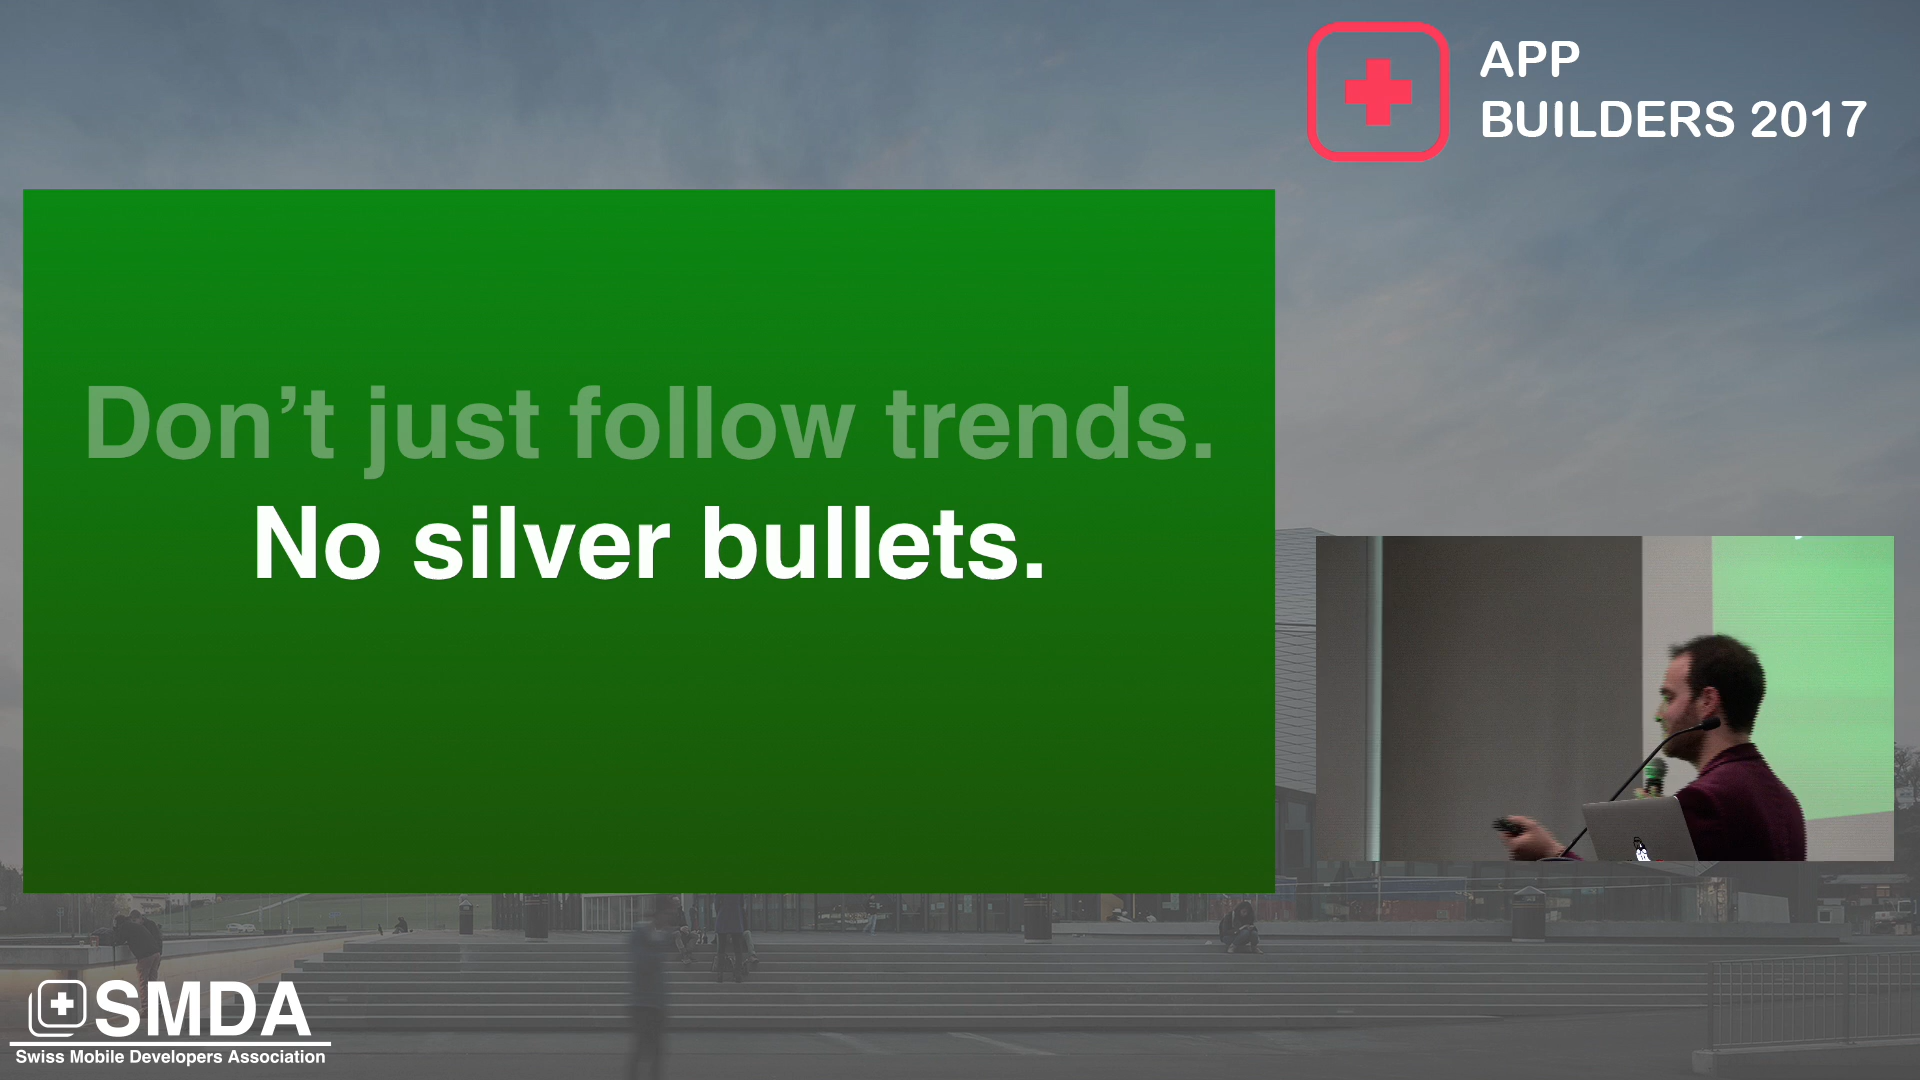 APP
BUILDERS 2017
Don’t just follow trends.
No silver bullets.
SMDA
Swiss Mobile Developers Association